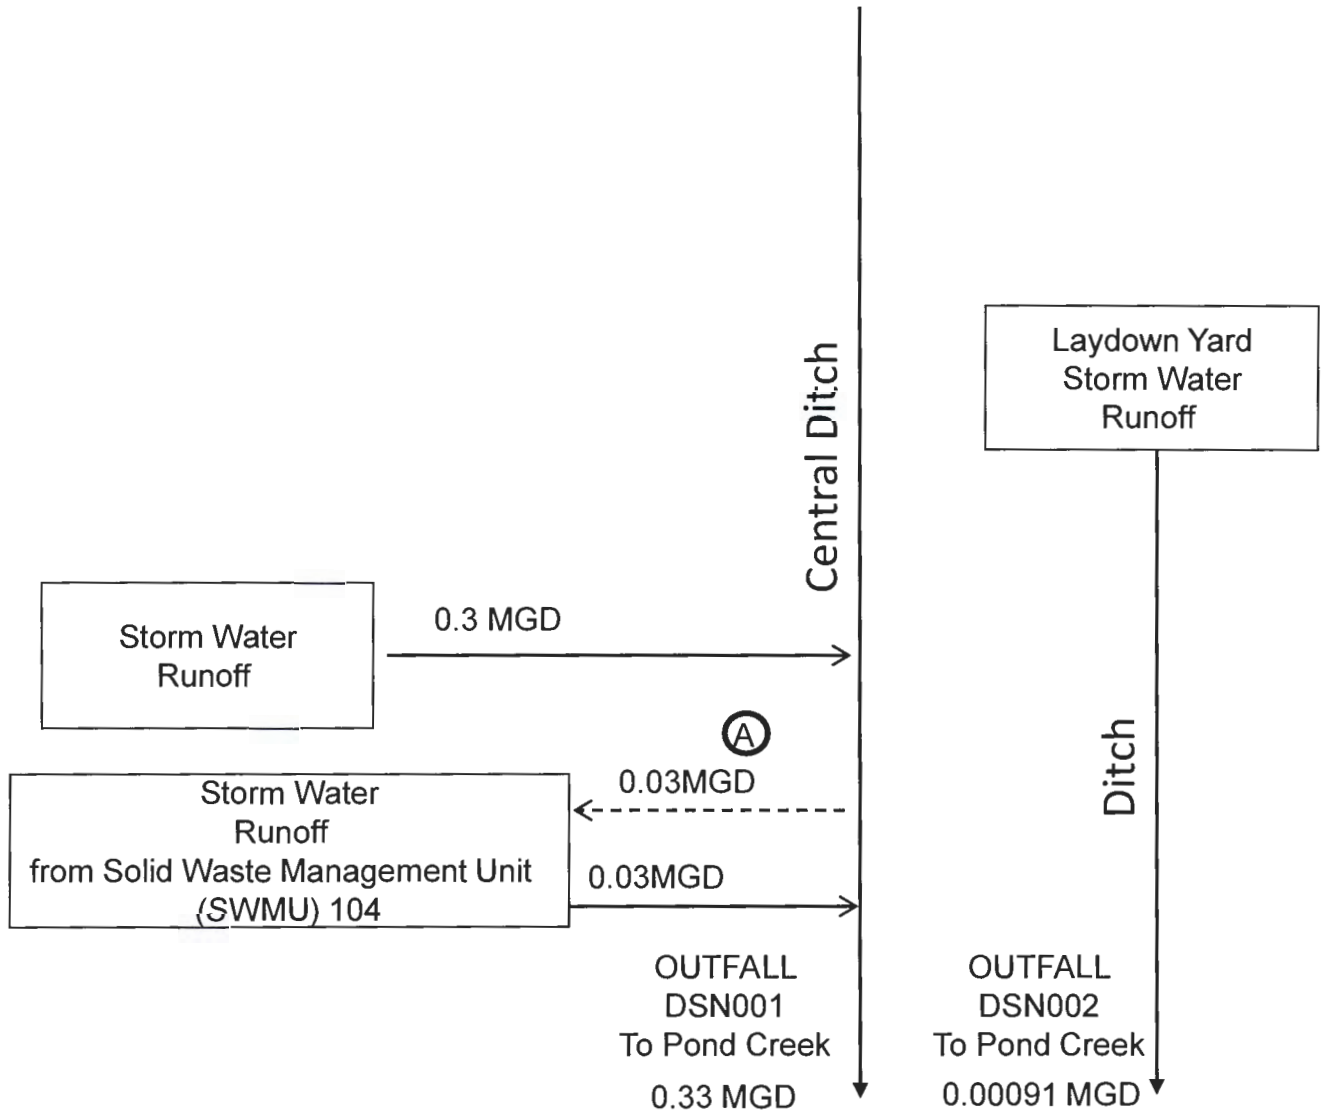 Central Ditch
Laydown Yard
Storm Water
Runoff
Storm Water
Runoff
0.3 MGD
A
0.03MGD
Storm Water
Runoff
from Solid Waste Management Unit
(SWMU) 104
0.03MGD
Ditch
OUTFALL
DSN001
To Pond Creek
0.33 MGD
OUTFALL
DSN002
To Pond Creek
0.00091 MGD